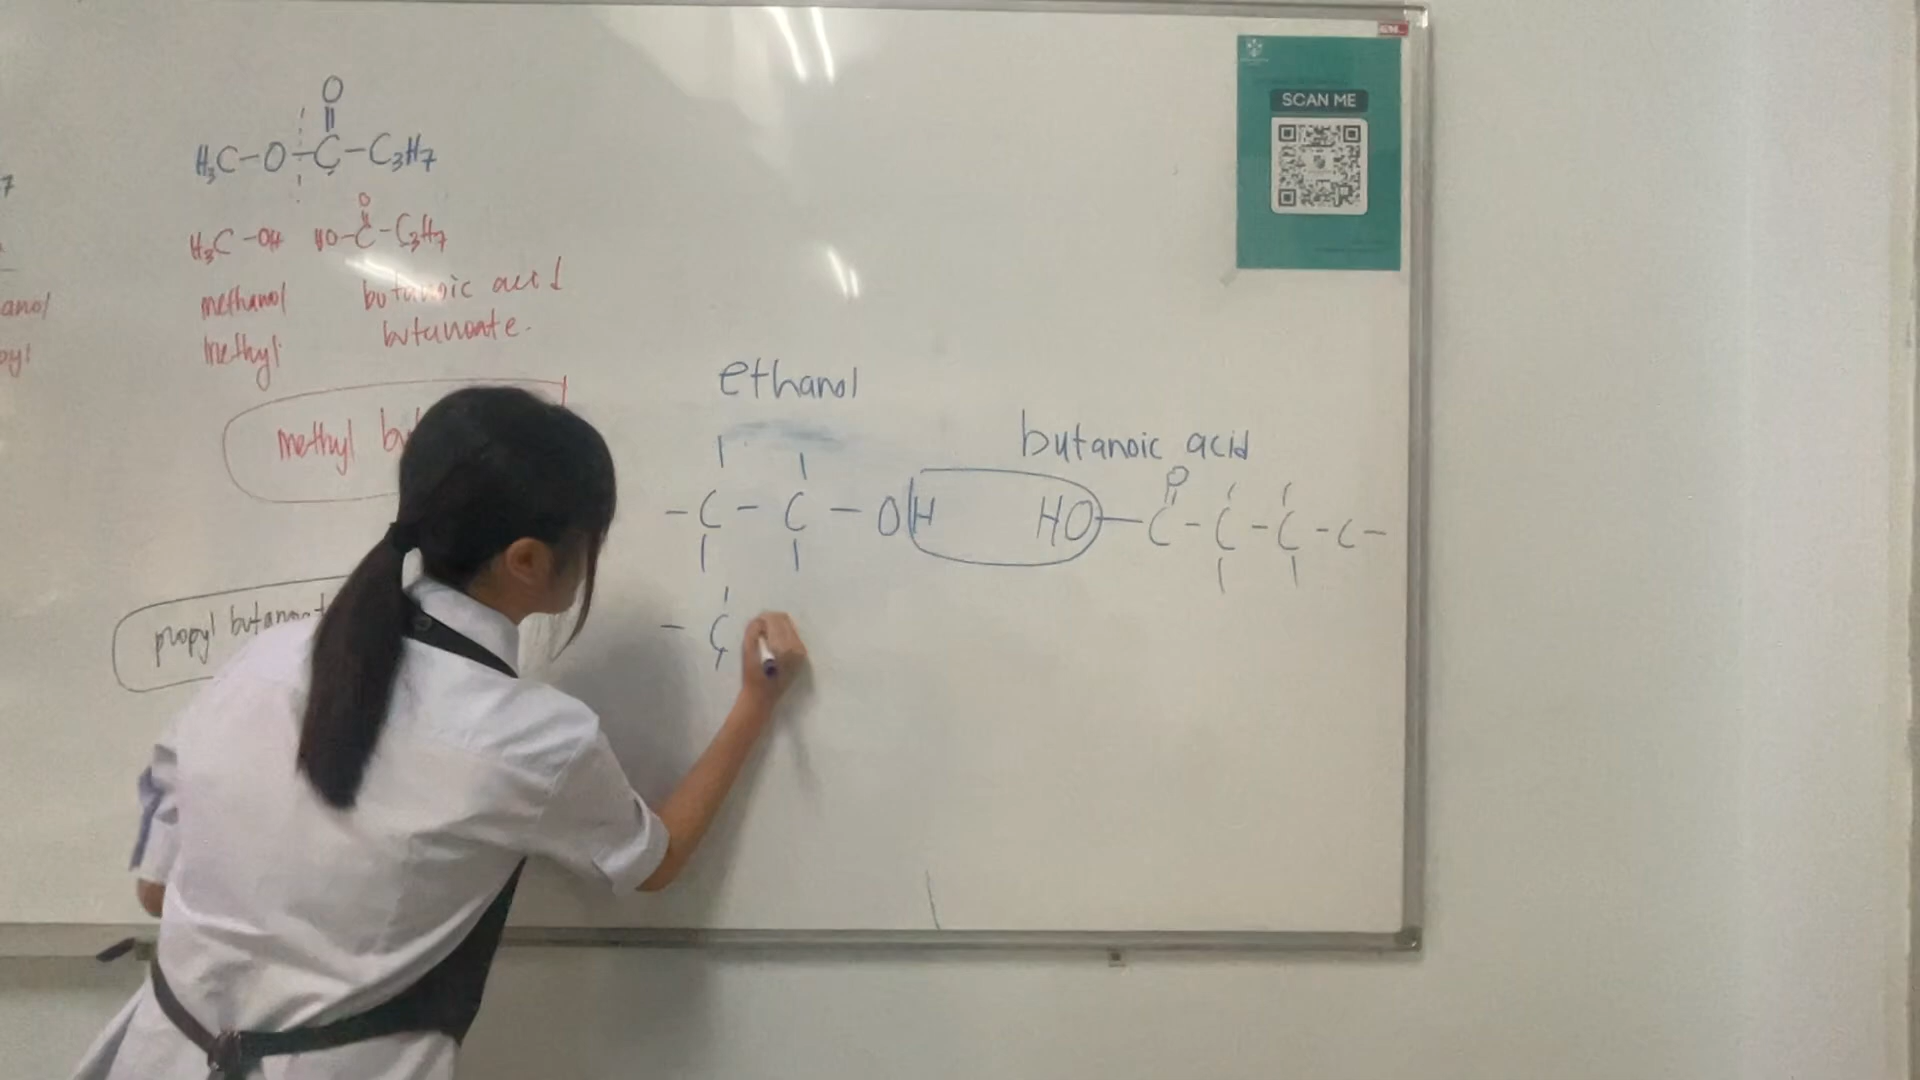 O
H₃C-O-C-C₃H₇
O
H₃C-OH HO-C-C₃H₇
methanol butanoic acid
methyl butanoate.
methyl
propyl
anol
ethanol
butanoic acid
O
-C-C-OH HO-C-C-C-C-
-C
SCAN ME